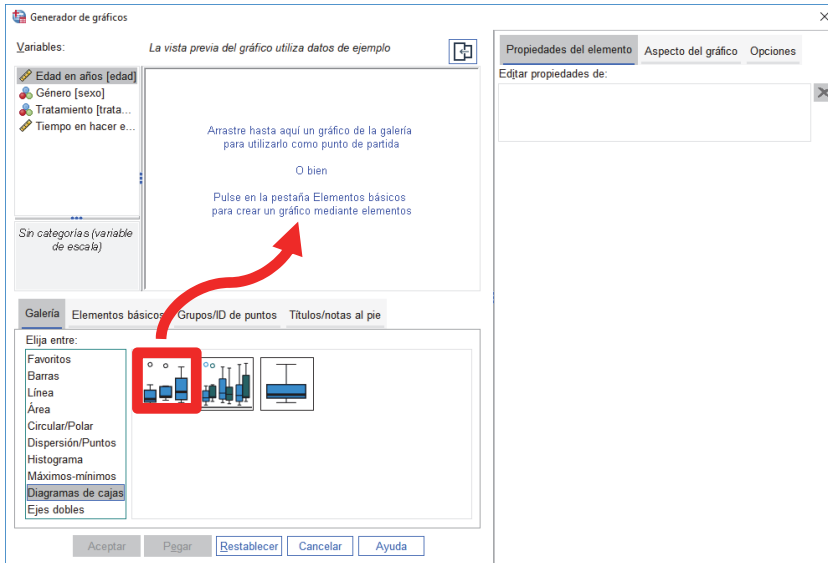 Generador de gráficos
Variables:
La vista previa del gráfico utiliza datos de ejemplo
Edad en años [edad]
Género [sexo]
Tratamiento [trata...
Tiempo en hacer e...
Sin categorías (variable
de escala)
Arrastre hasta aquí un gráfico de la galería
para utilizarlo como punto de partida
O bien
Pulse en la pestaña Elementos básicos
para crear un gráfico mediante elementos
Galería
Elementos básicos
Grupos/ID de puntos
Títulos/notas al pie
Elija entre:
Favoritos
Barras
Línea
Área
Circular/Polar
Dispersión/Puntos
Histograma
Máximos-mínimos
Diagramas de cajas
Ejes dobles
Aceptar
Pegar
Restablecer
Cancelar
Ayuda
Propiedades del elemento
Aspecto del gráfico
Opciones
Editar propiedades de: